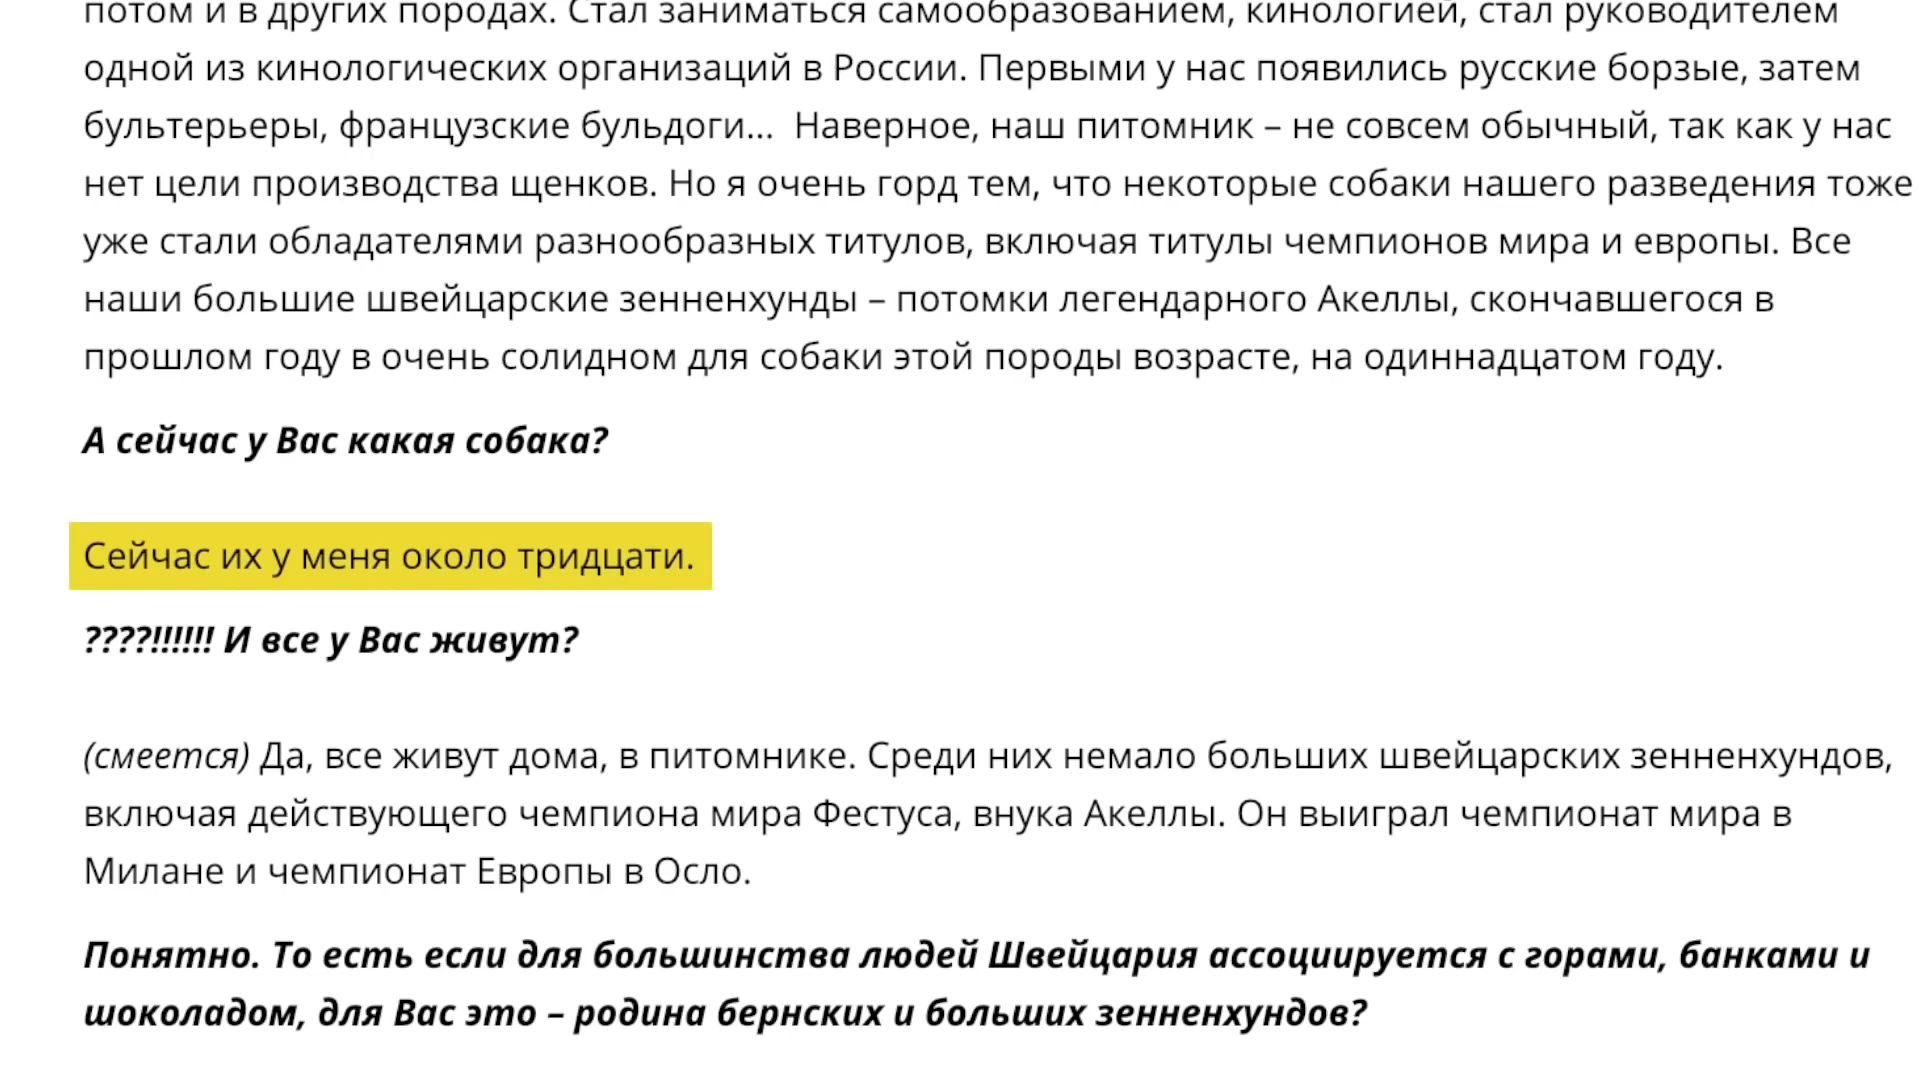 потом и в других породах. Стал заниматься самообразованием, кинологией, стал руководителем
одной из кинологических организаций в России. Первыми у нас появились русские борзые, затем
бультерьеры, французские бульдоги...  Наверное, наш питомник – не совсем обычный, так как у нас
нет цели производства щенков. Но я очень горд тем, что некоторые собаки нашего разведения тоже
уже стали обладателями разнообразных титулов, включая титулы чемпионов мира и европы. Все
наши большие швейцарские зенненхунды – потомки легендарного Акеллы, скончавшегося в
прошлом году в очень солидном для собаки этой породы возрасте, на одиннадцатом году.
А сейчас у Вас какая собака?
Сейчас их у меня около тридцати.
????!!!!!! И все у Вас живут?
(смеется) Да, все живут дома, в питомнике. Среди них немало больших швейцарских зенненхундов,
включая действующего чемпиона мира Фестуса, внука Акеллы. Он выиграл чемпионат мира в
Милане и чемпионат Европы в Осло.
Понятно. То есть если для большинства людей Швейцария ассоциируется с горами, банками и
шоколадом, для Вас это – родина бернских и больших зенненхундов?